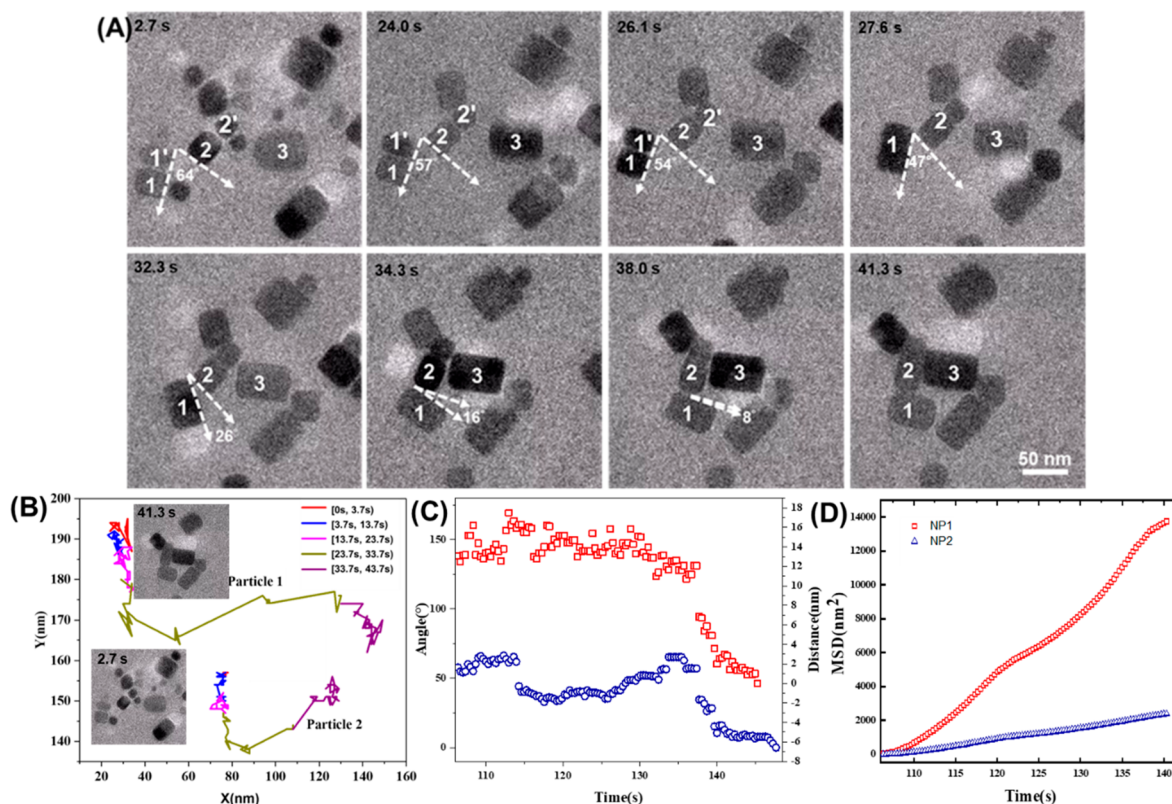 (A)
2.7 s
24.0 s
26.1 s
27.6 s
2'
1'
2
3
1
64
2'
1'
2
3
1
57
2'
1'
2
3
1
54
2
3
1
47°
32.3 s
34.3 s
38.0 s
41.3 s
2
3
1
26
2
3
1
16°
2
3
1
8
2
3
1
50 nm
(B)
200
190
180
170
160
150
140
Y(nm)
41.3 s
[0s, 3.7s)
[3.7s, 13.7s)
[13.7s, 23.7s)
[23.7s, 33.7s)
[33.7s, 43.7s)
Particle 1
2.7 s
Particle 2
20
40
60
80
100
120
140
160
X(nm)
(C)
150
100
50
0
Angle(°)
18
16
14
12
10
8
6
4
2
0
-2
-4
-6
-8
Distance(nm)
110
120
130
140
Time(s)
(D)
NP1
NP2
14000
12000
10000
8000
6000
4000
2000
0
MSD(nm²)
110
115
120
125
130
135
140
Time(s)